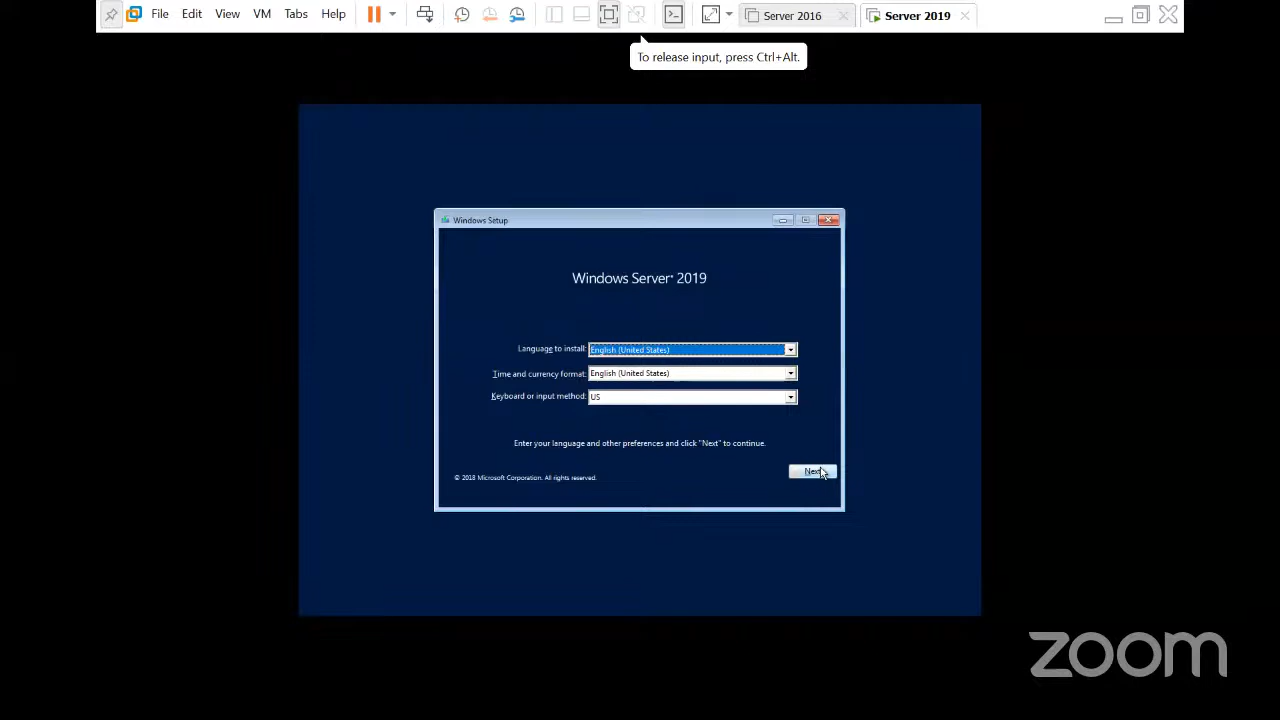 File Edit View VM Tabs Help Server 2016 Server 2019
To release input, press Ctrl+Alt.
Windows Setup
Windows Server® 2019
Language to install: English (United States)
Time and currency format: English (United States)
Keyboard or input method: US
Enter your language and other preferences and click "Next" to continue.
Next
© 2018 Microsoft Corporation. All rights reserved.
zoom